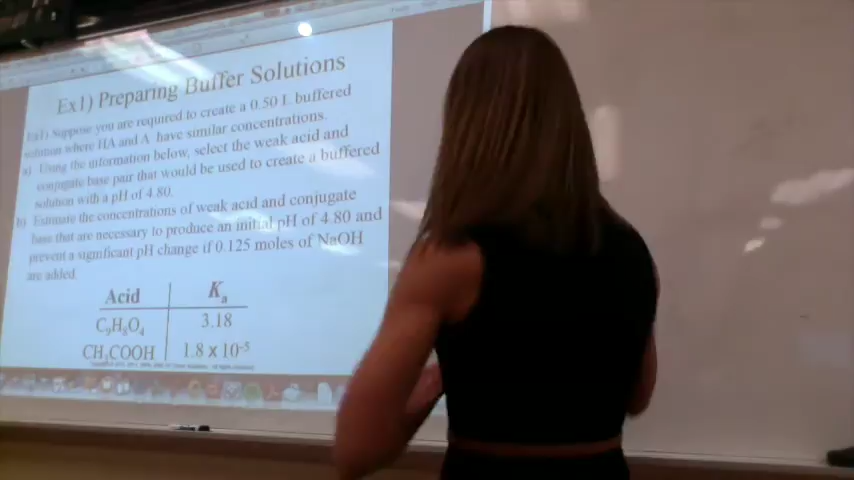 Ex1) Preparing Buffer Solutions
Ex1) Suppose you are required to create a 0.50 L buffered
solution where HA and A⁻ have similar concentrations.
a) Using the information below, select the weak acid and
conjugate base pair that would be used to create a buffered
solution with a pH of 4.80.
b) Estimate the concentrations of weak acid and conjugate
base that are necessary to produce an initial pH of 4.80 and
prevent a significant pH change if 0.125 moles of NaOH
are added.
Acid Kₐ
C₉H₈O₄ 3.18
CH₃COOH 1.8 x 10⁻⁵